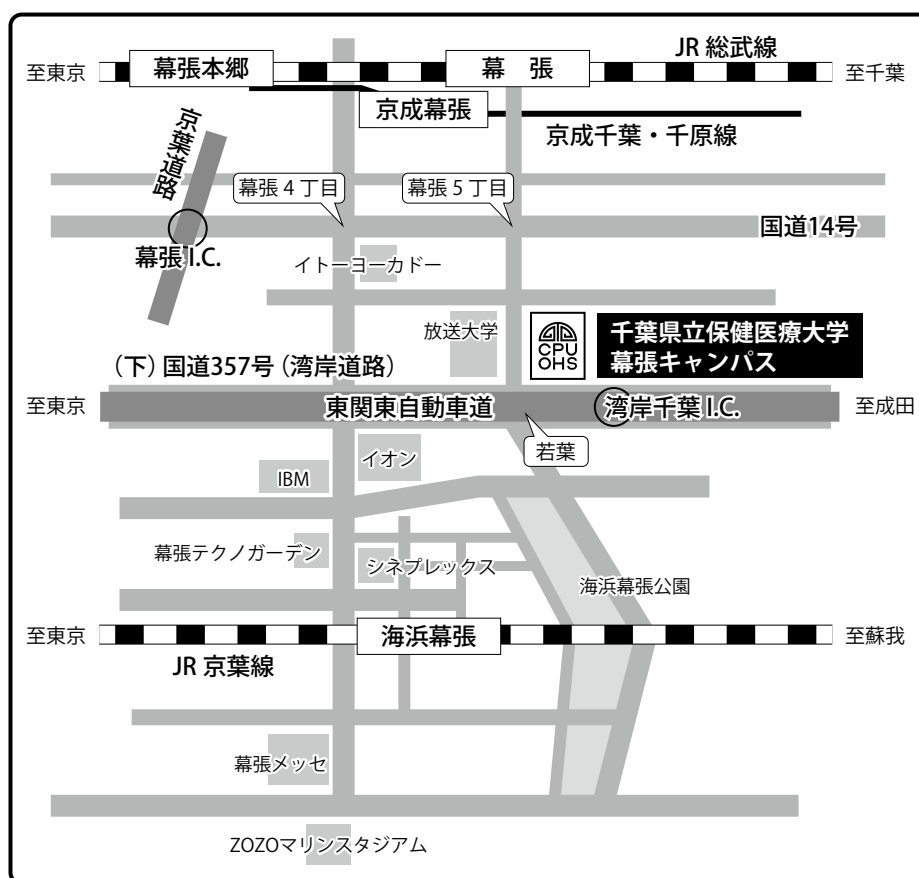 JR 総武線
至東京
幕張本郷
幕 張
至千葉
京成幕張
京成千葉・千原線
京葉道路
幕張 4 丁目
幕張 5 丁目
国道14号
幕張 I.C.
イトーヨーカドー
放送大学
CPU
OHS
千葉県立保健医療大学
幕張キャンパス
（下）国道357号（湾岸道路）
至東京
東関東自動車道
湾岸千葉 I.C.
至成田
若葉
イオン
IBM
幕張テクノガーデン
シネプレックス
海浜幕張公園
至東京
海浜幕張
至蘇我
JR 京葉線
幕張メッセ
ZOZOマリンスタジアム